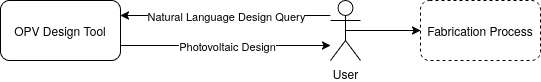 OPV Design Tool
Natural Language Design Query
Photovoltaic Design
User
Fabrication Process